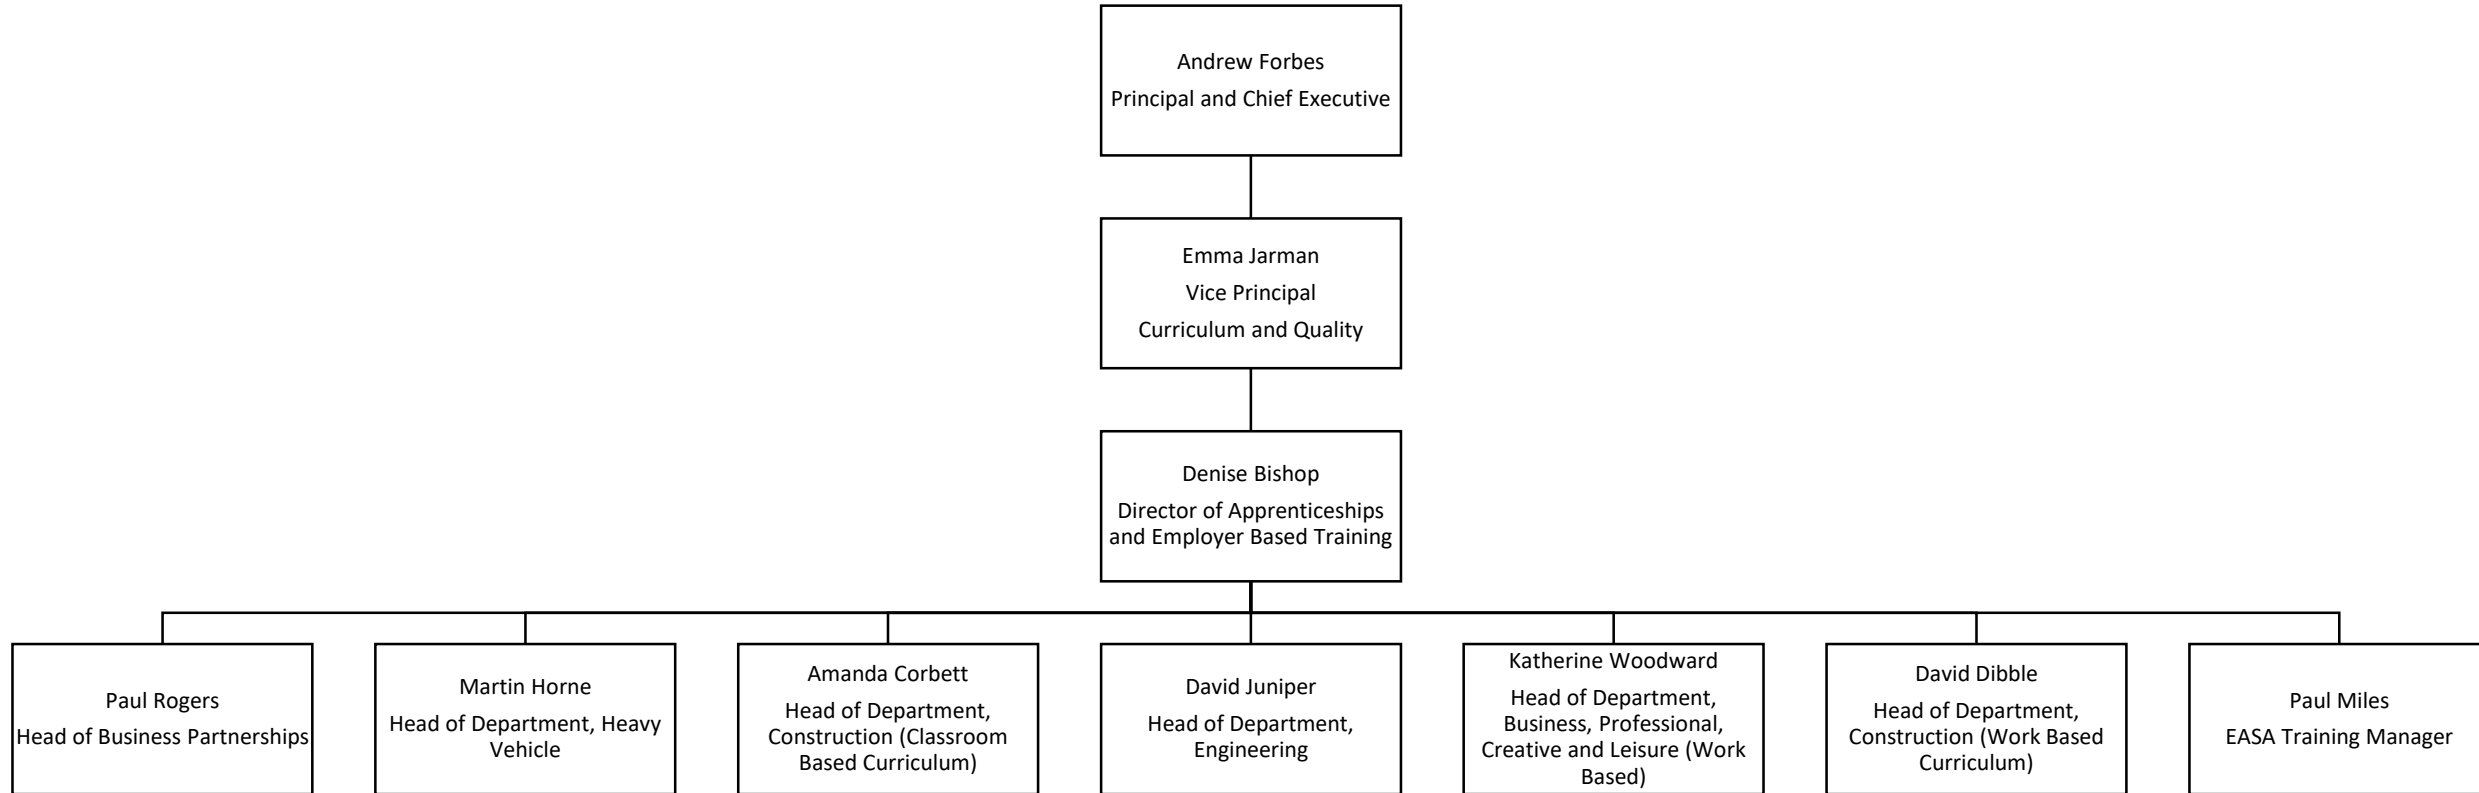 Andrew Forbes
Principal and Chief Executive
Emma Jarman
Vice Principal
Curriculum and Quality
Denise Bishop
Director of Apprenticeships
and Employer Based Training
Paul Rogers
Head of Business Partnerships
Martin Horne
Head of Department, Heavy
Vehicle
Amanda Corbett
Head of Department,
Construction (Classroom
Based Curriculum)
David Juniper
Head of Department,
Engineering
Katherine Woodward
Head of Department,
Business, Professional,
Creative and Leisure (Work
Based)
David Dibble
Head of Department,
Construction (Work Based
Curriculum)
Paul Miles
EASA Training Manager